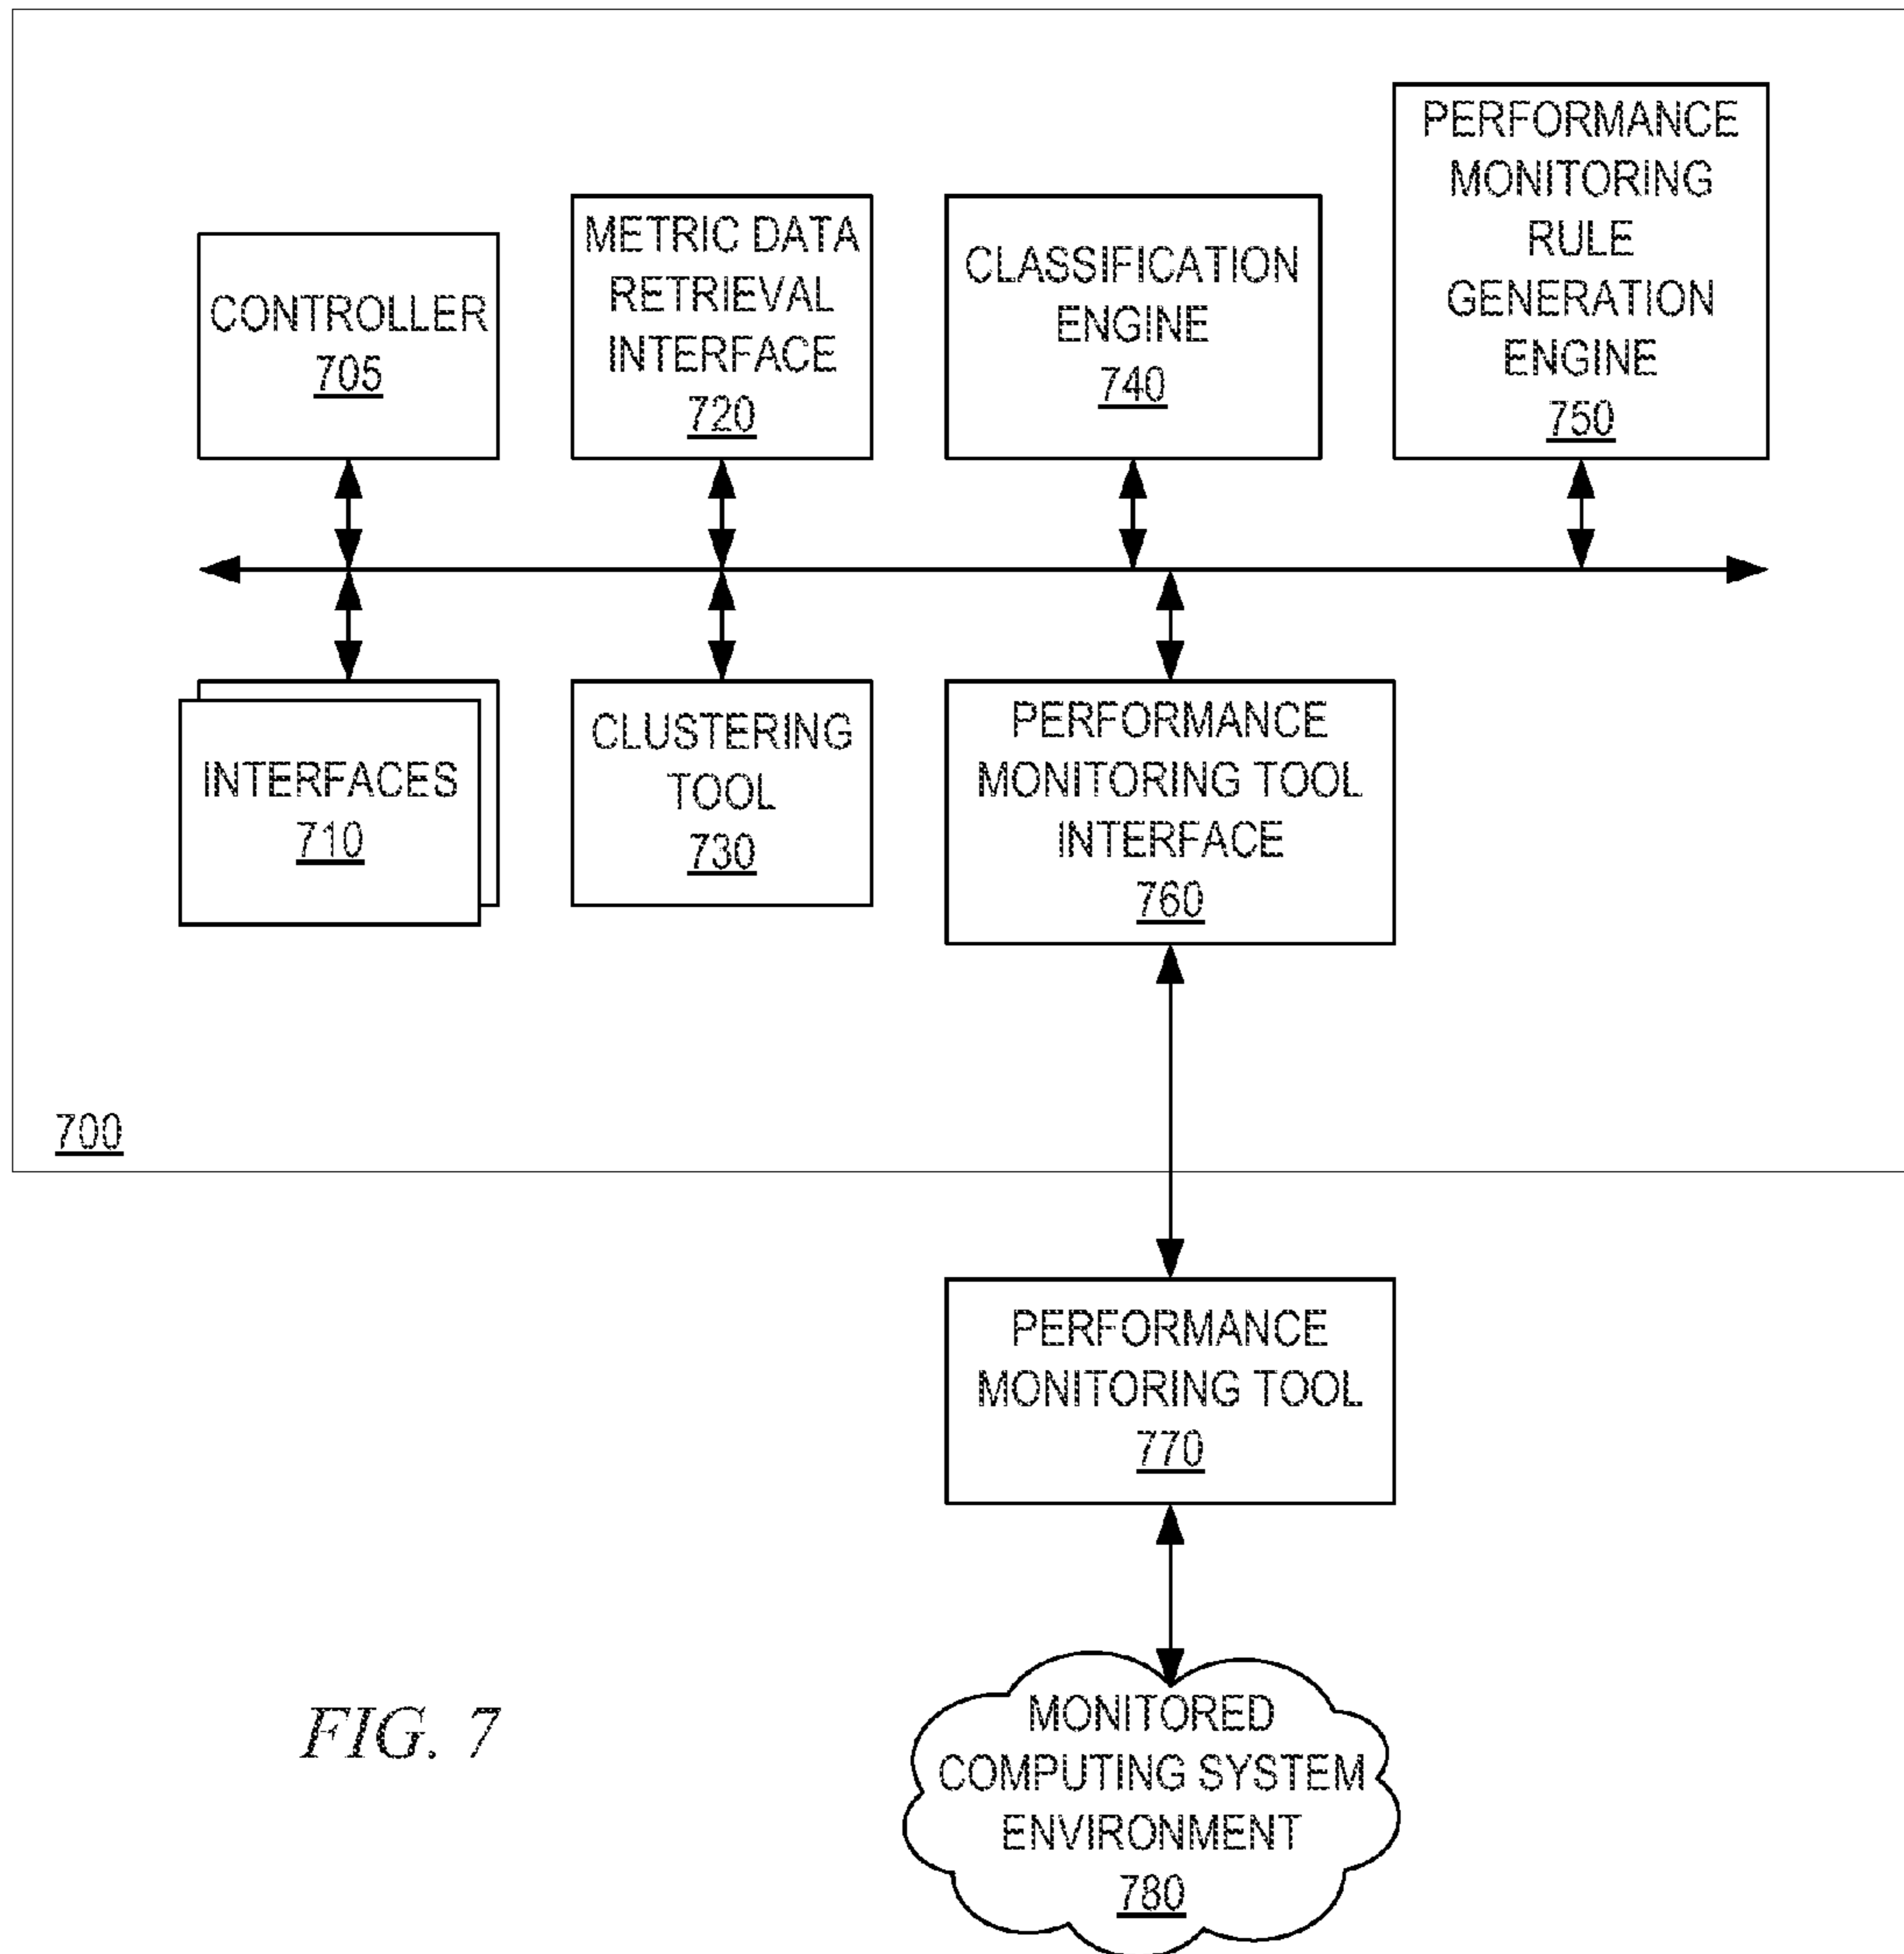 CONTROLLER
705
METRIC DATA
RETRIEVAL
INTERFACE
720
CLASSIFICATION
ENGINE
740
PERFORMANCE
MONITORING
RULE
GENERATION
ENGINE
750
INTERFACES
710
CLUSTERING
TOOL
730
PERFORMANCE
MONITORING TOOL
INTERFACE
760
700
PERFORMANCE
MONITORING TOOL
770
MONITORED
COMPUTING SYSTEM
ENVIRONMENT
780
FIG. 7